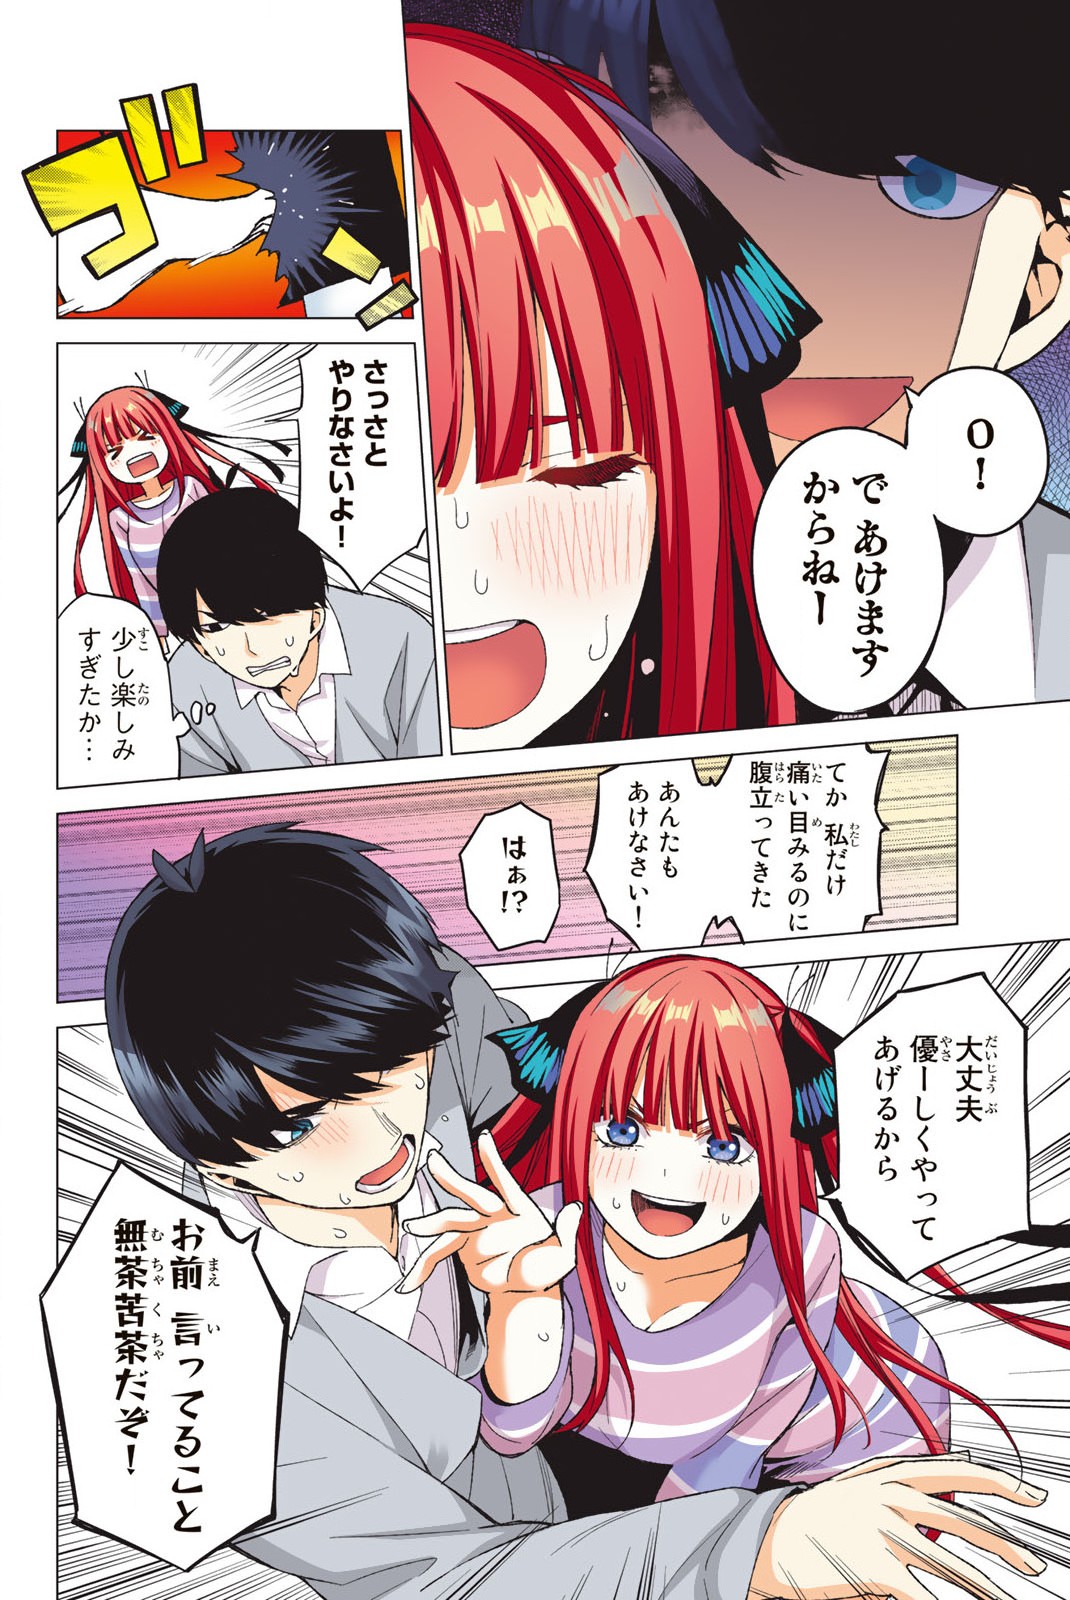 ０！
であけます
からねー
ゴッ
さっさと
やりなさいよ！
少し楽しみ
すぎたか…
てか 私だけ
痛い目みるのに
腹立ってきた
あんたも
あけなさい！
はぁ!?
大丈夫
優ーしくやって
あげるから
お前 言ってること
無茶苦茶だぞ！